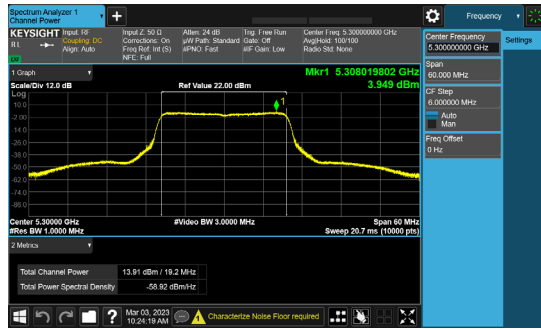 Spectrum Analyzer 1
Channel Power
Frequency
KEYSIGHT
R L
Input: RF
Coupling: DC
Align: Auto
Input Z: 50 Ω
Corrections: On
Freq Ref: Int (S)
NFE: Full
Atten: 24 dB
µW Path: Standard
#PNO: Fast
Trig: Free Run
Gate: Off
#IF Gain: Low
Center Freq: 5.300000000 GHz
Avg|Hold: 100/100
Radio Std: None
Center Frequency
5.300000000 GHz
Settings
Span
60.000 MHz
CF Step
6.000000 MHz
Auto
Man
Freq Offset
0 Hz
1 Graph
Mkr1 5.308019802 GHz
3.949 dBm
Scale/Div 12.0 dB
Ref Value 22.00 dBm
Log
10.0
-2.00
-14.0
-26.0
-38.0
-50.0
-62.0
-74.0
-86.0
1
Center 5.30000 GHz
#Res BW 1.0000 MHz
#Video BW 3.0000 MHz
Span 60 MHz
Sweep 20.7 ms (10000 pts)
2 Metrics
Total Channel Power 13.91 dBm / 19.2 MHz
Total Power Spectral Density -58.92 dBm/Hz
Mar 03, 2023
10:24:19 AM
Characterize Noise Floor required